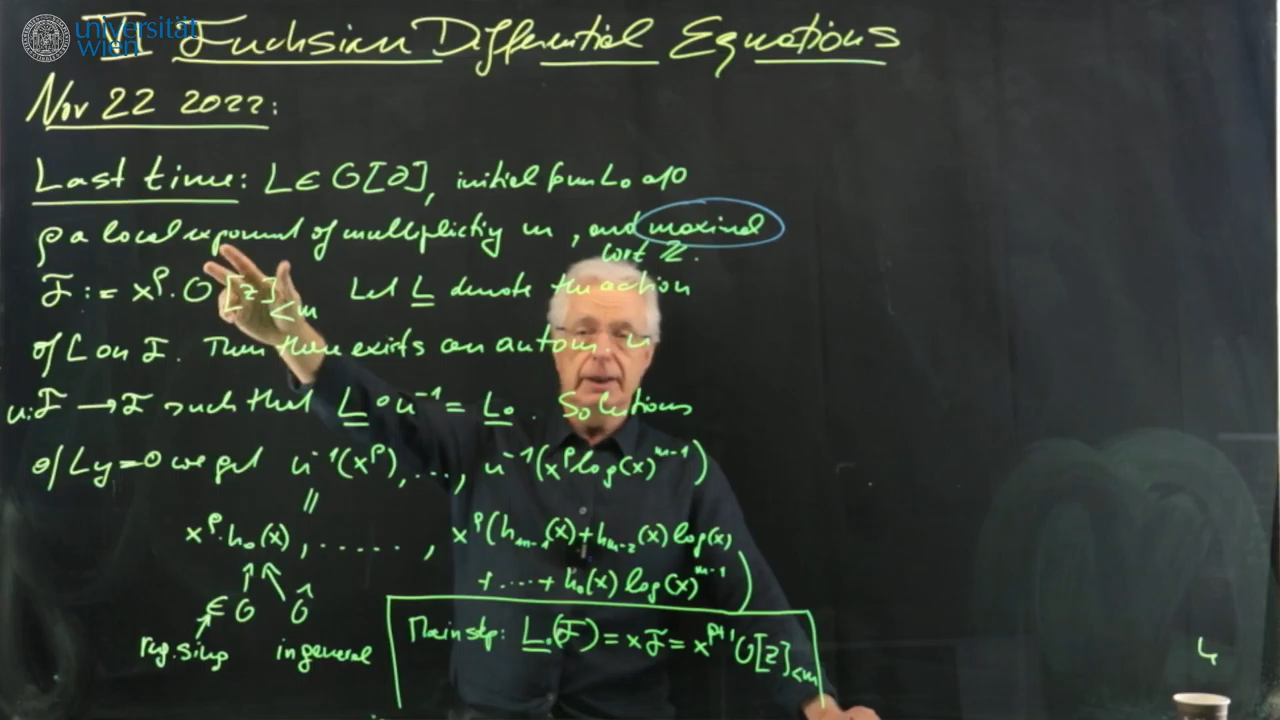 universität
wien
II Fuchsian Differential Equations
Nov 22 2022:
Last time: L ∈ O[∂], initial form L₀ at 0
ρ a local exponent of multiplicity m, and maximal
wrt ℤ.
F := x^ρ · O[z]_{<m} Let L denote the action
of L on F. Then there exists an autom. u
u: F → F such that L ∘ u⁻¹ = L₀. Solutions
of Ly=0 we get u⁻¹(x^ρ), ..., u⁻¹(x^ρ log(x)^{m-1})
||
x^ρ · h₀(x), ......, x^ρ(h_{m-1}(x) + h_{m-2}(x) log(x)
+ .... + h₀(x) log(x)^{m-1})
∈ O Ô
reg. sing in general
Main step: L₀(F) = xF = x^{ρ+1} O[z]_{<m}
4